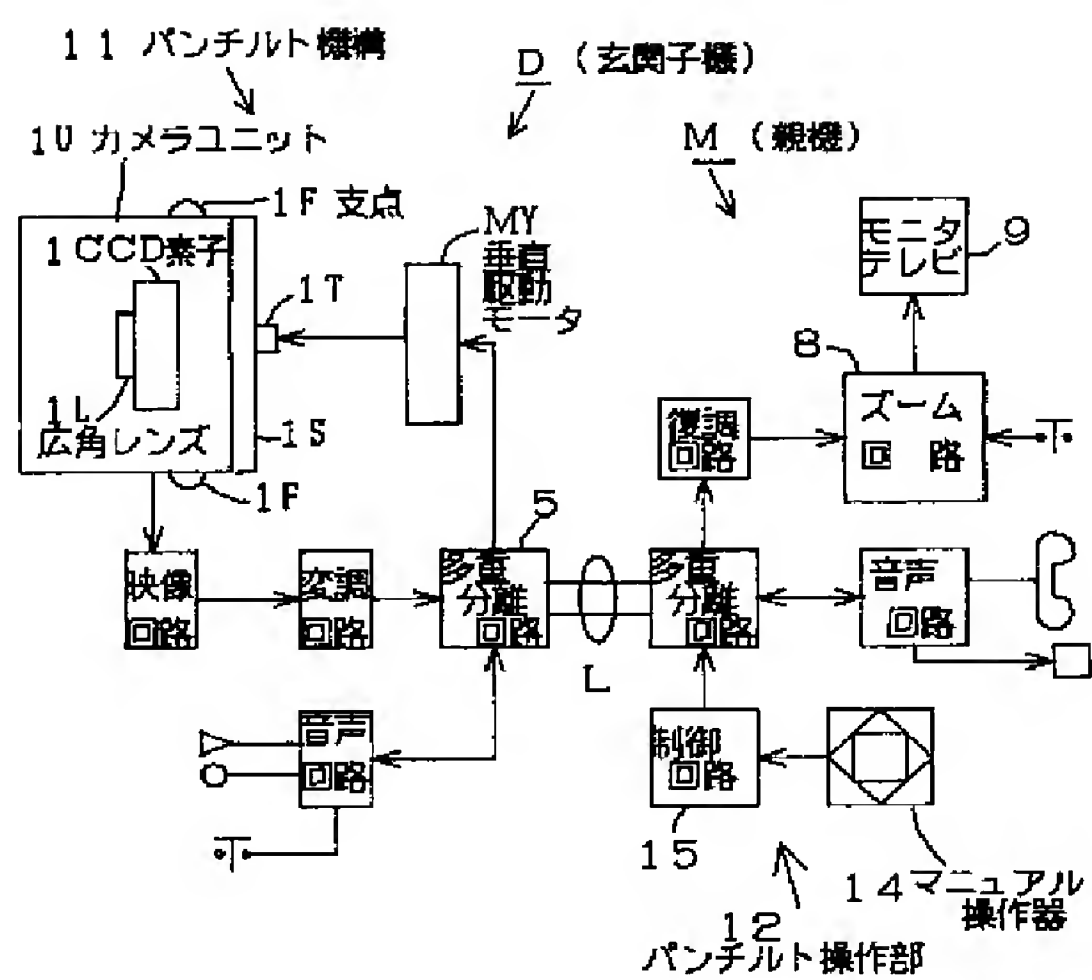 11 パンチルト機構
D (玄関子機)
M (親機)
1U カメラユニット
1F 支点
1CCD素子
1T
1L
広角レンズ
1S
1F
MY
垂直
駆動
モータ
モニタ
テレビ
9
8
ズーム
回 路
復調
回路
5
映像
回路
変調
回路
多重
分離
回路
L
多重
分離
回路
音声
回路
音声
回路
制御
回路
15
14マニュアル
操作器
12
パンチルト操作部